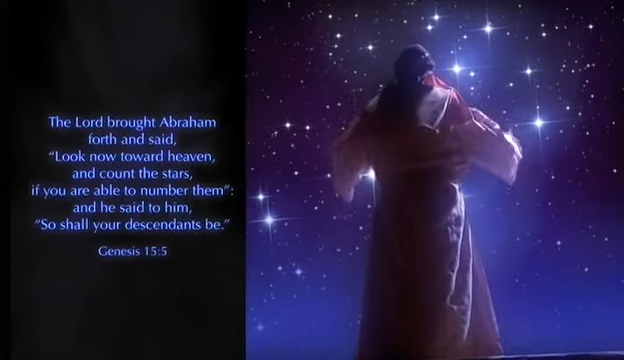 The Lord brought Abraham
forth and said,
“Look now toward heaven,
and count the stars,
if you are able to number them”:
and he said to him,
“So shall your descendants be.”
Genesis 15:5